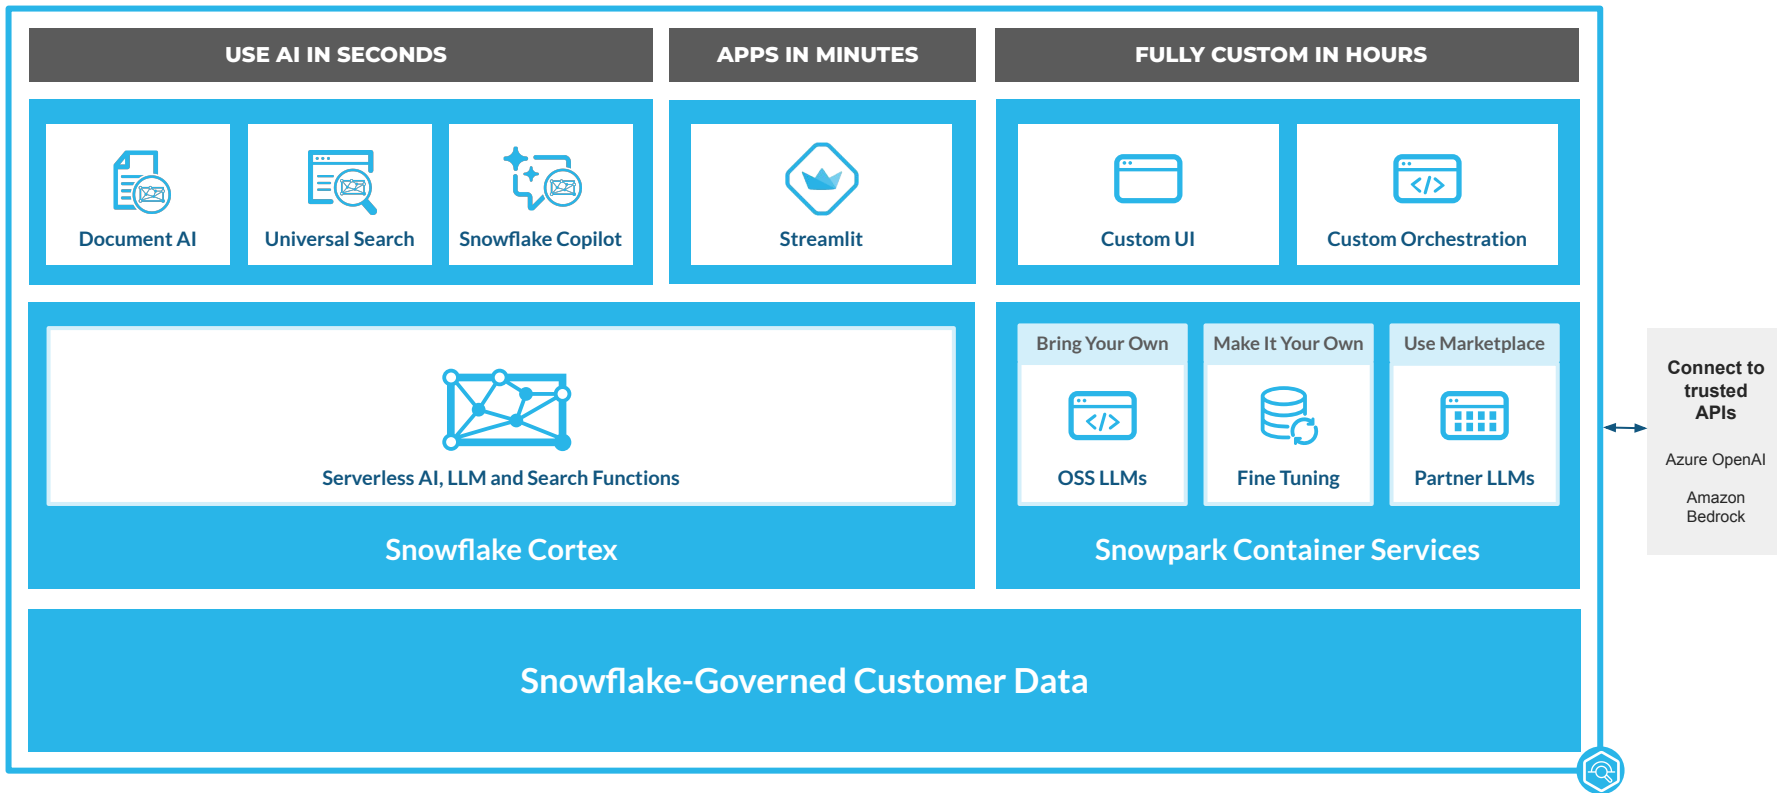 USE AI IN SECONDS
APPS IN MINUTES
FULLY CUSTOM IN HOURS
Document AI
Universal Search
Snowflake Copilot
Streamlit
Custom UI
Custom Orchestration
Serverless AI, LLM and Search Functions
Snowflake Cortex
Bring Your Own
Make It Your Own
Use Marketplace
OSS LLMs
Fine Tuning
Partner LLMs
Snowpark Container Services
Snowflake-Governed Customer Data
Connect to
trusted
APIs
Azure OpenAI
Amazon
Bedrock